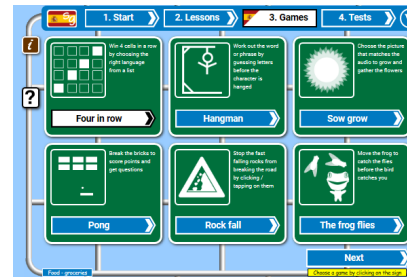 1. Start
2. Lessons
3. Games
4. Tests
i
?
Win 4 cells in a row
by choosing the
right language
from a list
Four in row
Work out the word
or phrase by
guessing letters
before the
character is
hanged
Hangman
Choose the picture
that matches the
audio to grow and
gather the flowers
Sow grow
Break the bricks to
score points and
get questions
Pong
Stop the fast
falling rocks from
breaking the road
by clicking /
tapping on them
Rock fall
Move the frog to
catch the flies
before the bird
catches you
The frog flies
Next
Food - groceries
Choose a game by clicking on the sign